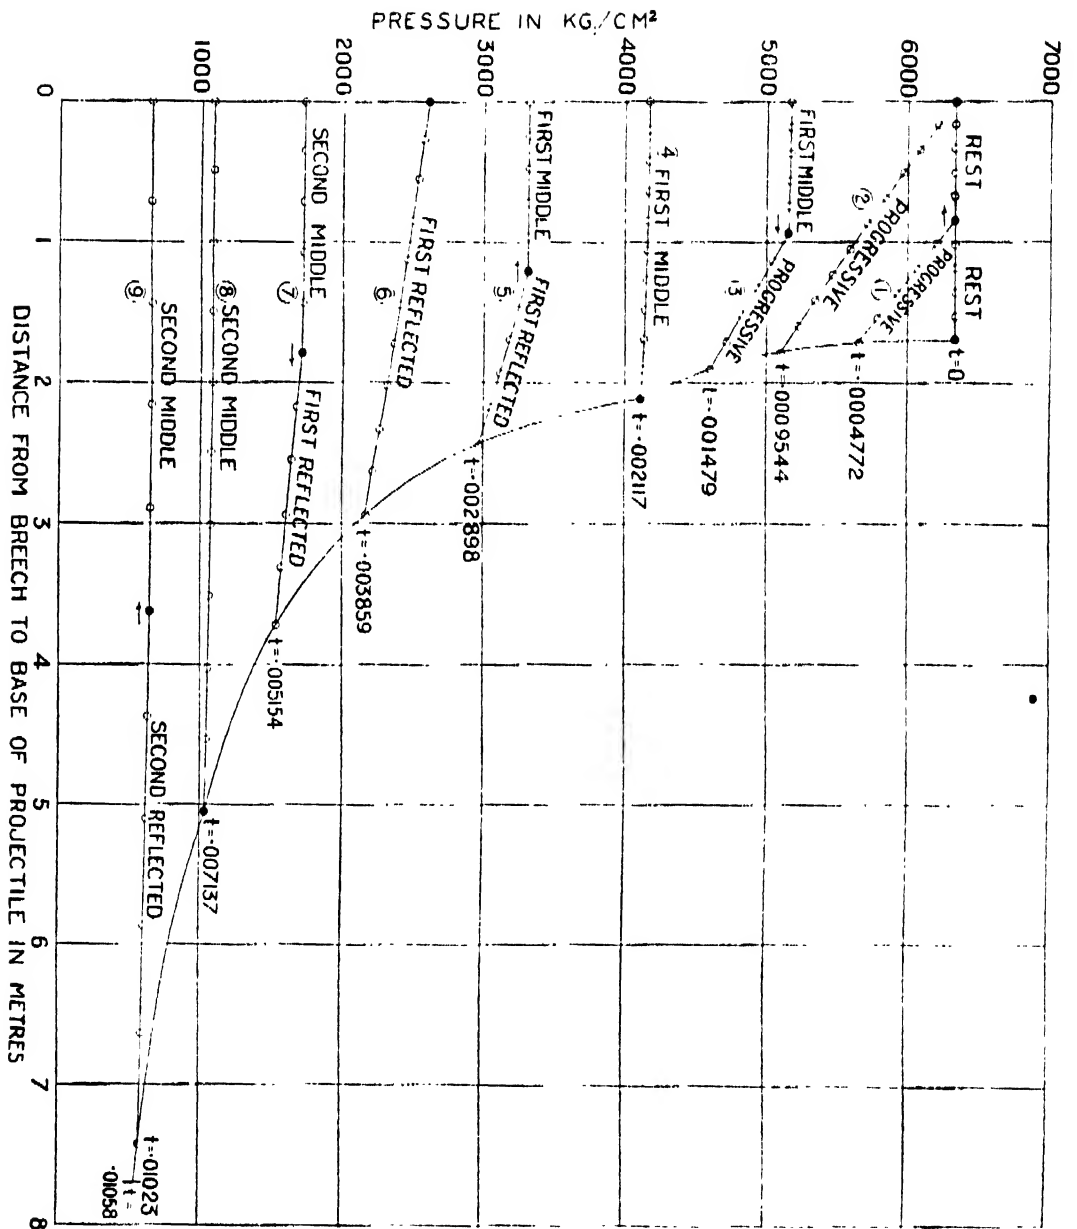 PRESSURE IN KG/CM²
7000
6000
5000
4000
3000
2000
1000
0
REST
REST
t=0
PROGRESSIVE
①
t=·0004772
PROGRESSIVE
②
t=·0009544
FIRST MIDDLE
PROGRESSIVE
3
t=·001479
4 FIRST MIDDLE
t=·002117
FIRST MIDDLE
FIRST REFLECTED
5
t=·002898
FIRST REFLECTED
⑥
t=·003859
SECOND MIDDLE
⑦
FIRST REFLECTED
t=·005154
⑧ SECOND MIDDLE
t=·007137
⑨ SECOND MIDDLE
SECOND REFLECTED
t=·01023
t=
·01058
1
2
3
4
5
6
7
8
DISTANCE FROM BREECH TO BASE OF PROJECTILE IN METRES